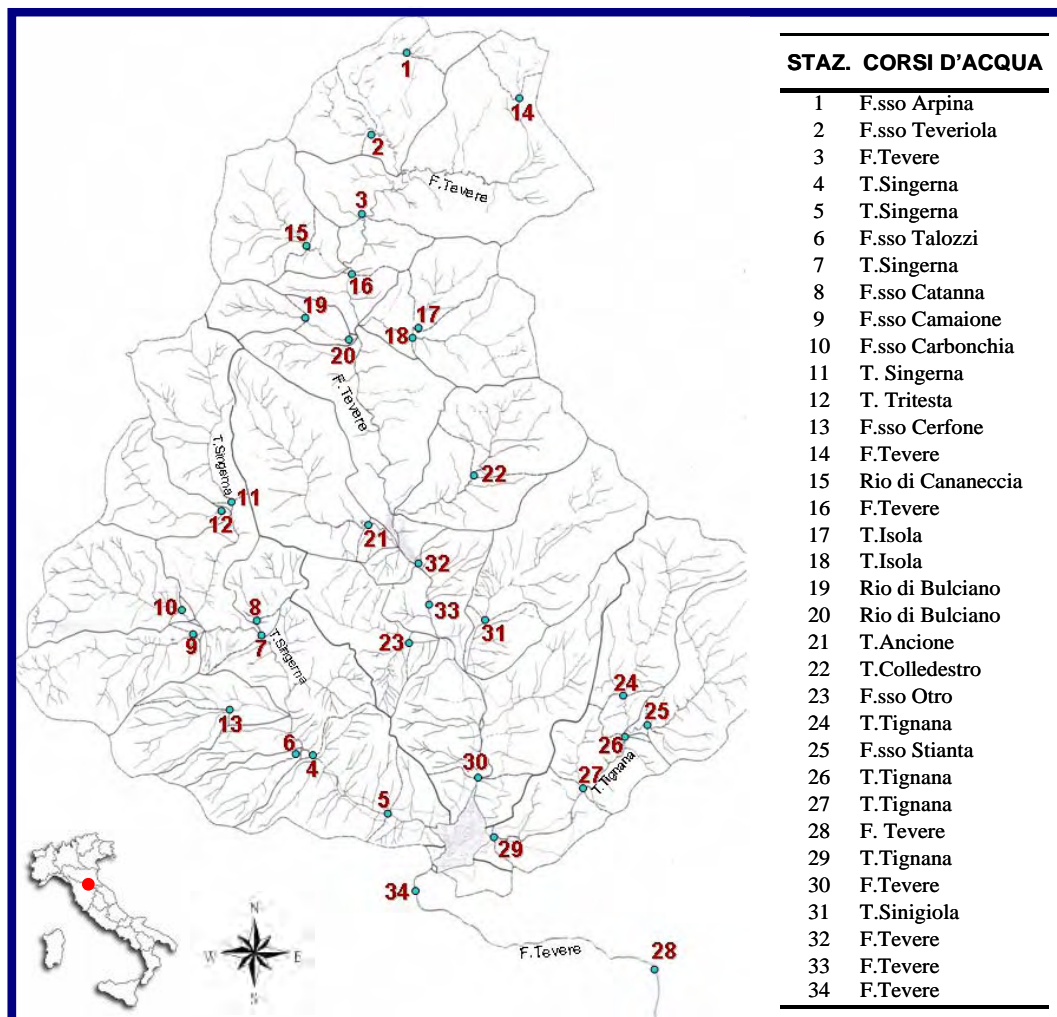 1
14
2
F.Tevere
3
15
16
19
17
18
20
F.Tevere
22
T.Singerna
11
12
21
32
10
8
33
31
9
7
23
T.Singerna
24
13
25
26
6
4
30
27
T.Tignana
5
29
34
F.Tevere
28
N
W
E
S
STAZ. CORSI D'ACQUA
1 F.sso Arpina
2 F.sso Teveriola
3 F.Tevere
4 T.Singerna
5 T.Singerna
6 F.sso Talozzi
7 T.Singerna
8 F.sso Catanna
9 F.sso Camaione
10 F.sso Carbonchia
11 T. Singerna
12 T. Tritesta
13 F.sso Cerfone
14 F.Tevere
15 Rio di Cananeccia
16 F.Tevere
17 T.Isola
18 T.Isola
19 Rio di Bulciano
20 Rio di Bulciano
21 T.Ancione
22 T.Colledestro
23 F.sso Otro
24 T.Tignana
25 F.sso Stianta
26 T.Tignana
27 T.Tignana
28 F. Tevere
29 T.Tignana
30 F.Tevere
31 T.Sinigiola
32 F.Tevere
33 F.Tevere
34 F.Tevere